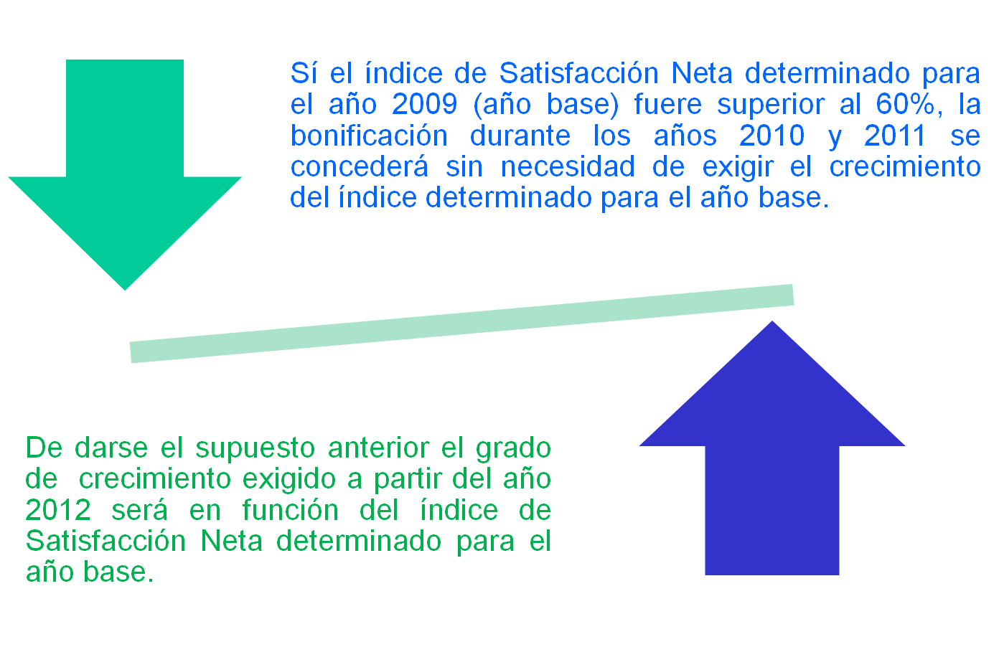 Sí el índice de Satisfacción Neta determinado para
el año 2009 (año base) fuere superior al 60%, la
bonificación durante los años 2010 y 2011 se
concederá sin necesidad de exigir el crecimiento
del índice determinado para el año base.
De darse el supuesto anterior el grado
de crecimiento exigido a partir del año
2012 será en función del índice de
Satisfacción Neta determinado para el
año base.